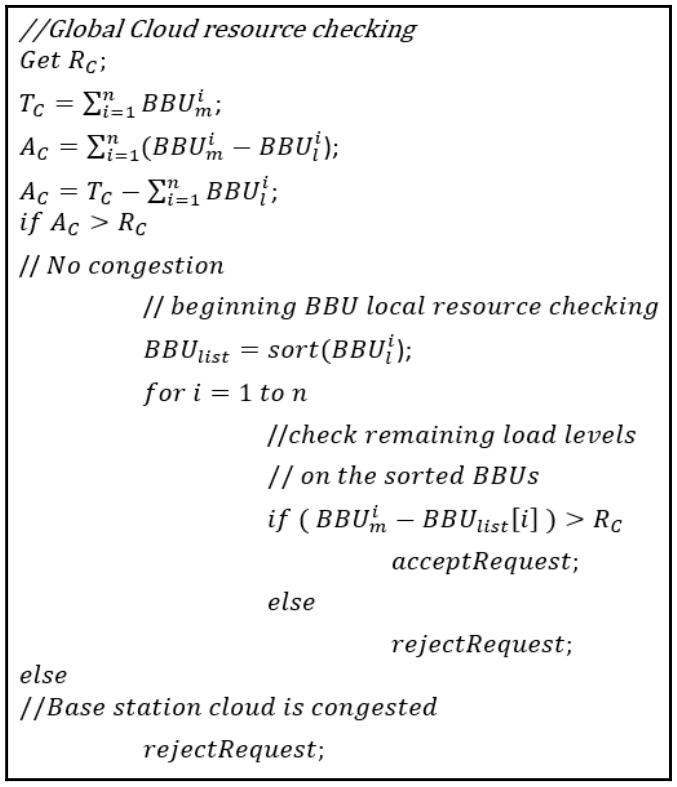 //Global Cloud resource checking
Get R_C;
T_C = ∑_{i=1}^{n} BBU_m^i;
A_C = ∑_{i=1}^{n}(BBU_m^i − BBU_l^i);
A_C = T_C − ∑_{i=1}^{n} BBU_l^i;
if A_C > R_C
// No congestion
// beginning BBU local resource checking
BBU_{list} = sort(BBU_l^i);
for i = 1 to n
//check remaining load levels
// on the sorted BBUs
if ( BBU_m^i − BBU_{list}[i] ) > R_C
acceptRequest;
else
rejectRequest;
else
//Base station cloud is congested
rejectRequest;